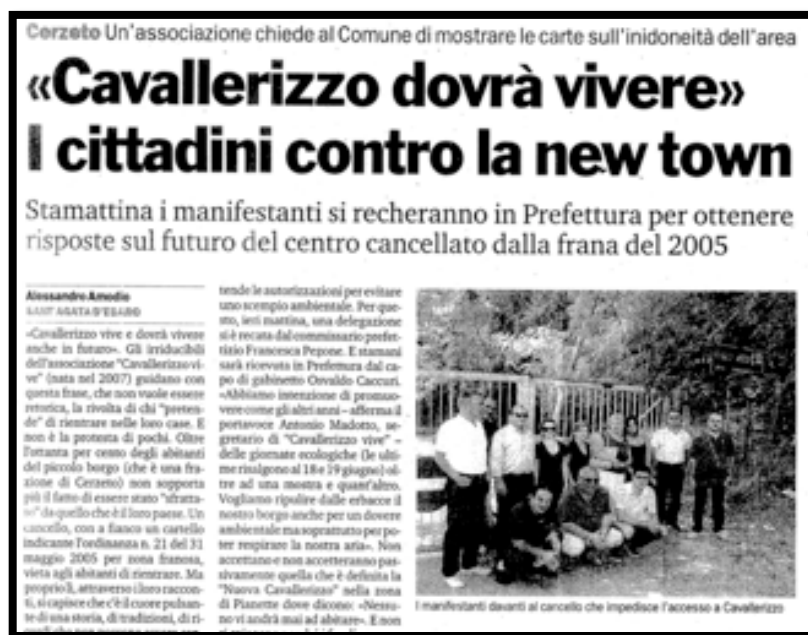 Cerzeto Un'associazione chiede al Comune di mostrare le carte sull'inidoneità dell'area
«Cavallerizzo dovrà vivere»
I cittadini contro la new town
Stamattina i manifestanti si recheranno in Prefettura per ottenere
risposte sul futuro del centro cancellato dalla frana del 2005
Alessandro Amodio
SANT'AGATA D'ESARO
«Cavallerizzo vive e dovrà vivere
anche in futuro». Gli irriducibili
dell'associazione "Cavallerizzo vi-
ve" (nata nel 2007) guidano con
questa frase, che non vuole essere
retorica, la rivolta di chi "preten-
de" di rientrare nelle loro case. E
non è la protesta di pochi. Oltre
l'ottanta per cento degli abitanti
del piccolo borgo (che è una fra-
zione di Cerzeto) non sopporta
più il fatto di essere stato "sfratta-
to" da quello che è il loro paese. Un
cancello, con a fianco un cartello
indicante l'ordinanza n. 21 del 31
maggio 2005 per zona franosa,
vieta agli abitanti di rientrare. Ma
proprio lì, attraverso i loro raccon-
ti, si capisce che c'è il cuore pulsan-
te di una storia, di tradizioni, di ri-
tende le autorizzazioni per evitare
uno scempio ambientale. Per que-
sto, ieri mattina, una delegazione
si è recata dal commissario prefet-
tizio Francesca Pepone. E stamani
sarà ricevuta in Prefettura dal ca-
po di gabinetto Osvaldo Caccuri.
«Abbiamo intenzione di promuo-
vere come gli altri anni – afferma il
portavoce Antonio Madotto, se-
gretario di "Cavallerizzo vive" –
delle giornate ecologiche (le ulti-
me risalgono al 18 e 19 giugno) ol-
tre ad una mostra e quant'altro.
Vogliamo ripulire dalle erbacce il
nostro borgo anche per un dovere
ambientale ma soprattutto per po-
ter respirare la nostra aria». Non
accettano e non accetteranno pas-
sivamente quella che è definita la
"Nuova Cavallerizzo" nella zona
di Pianette dove dicono: «Nessu-
no vi andrà mai ad abitare». E non
I manifestanti davanti al cancello che impedisce l'accesso a Cavallerizzo